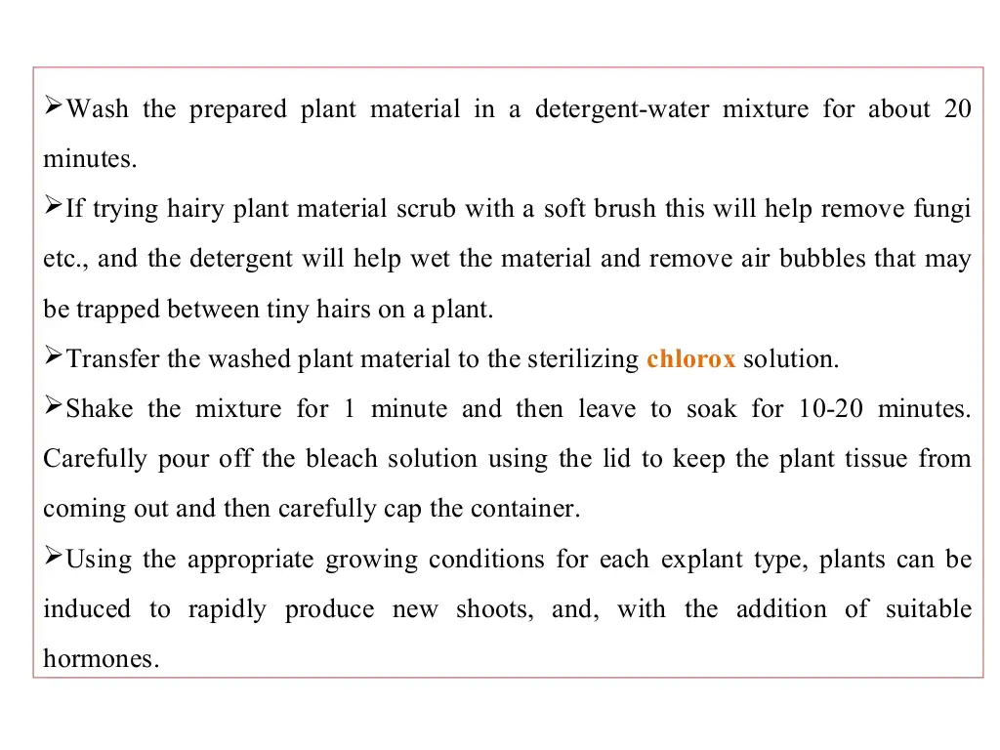 ➢Wash the prepared plant material in a detergent-water mixture for about 20
minutes.
➢If trying hairy plant material scrub with a soft brush this will help remove fungi
etc., and the detergent will help wet the material and remove air bubbles that may
be trapped between tiny hairs on a plant.
➢Transfer the washed plant material to the sterilizing chlorox solution.
➢Shake the mixture for 1 minute and then leave to soak for 10-20 minutes.
Carefully pour off the bleach solution using the lid to keep the plant tissue from
coming out and then carefully cap the container.
➢Using the appropriate growing conditions for each explant type, plants can be
induced to rapidly produce new shoots, and, with the addition of suitable
hormones.